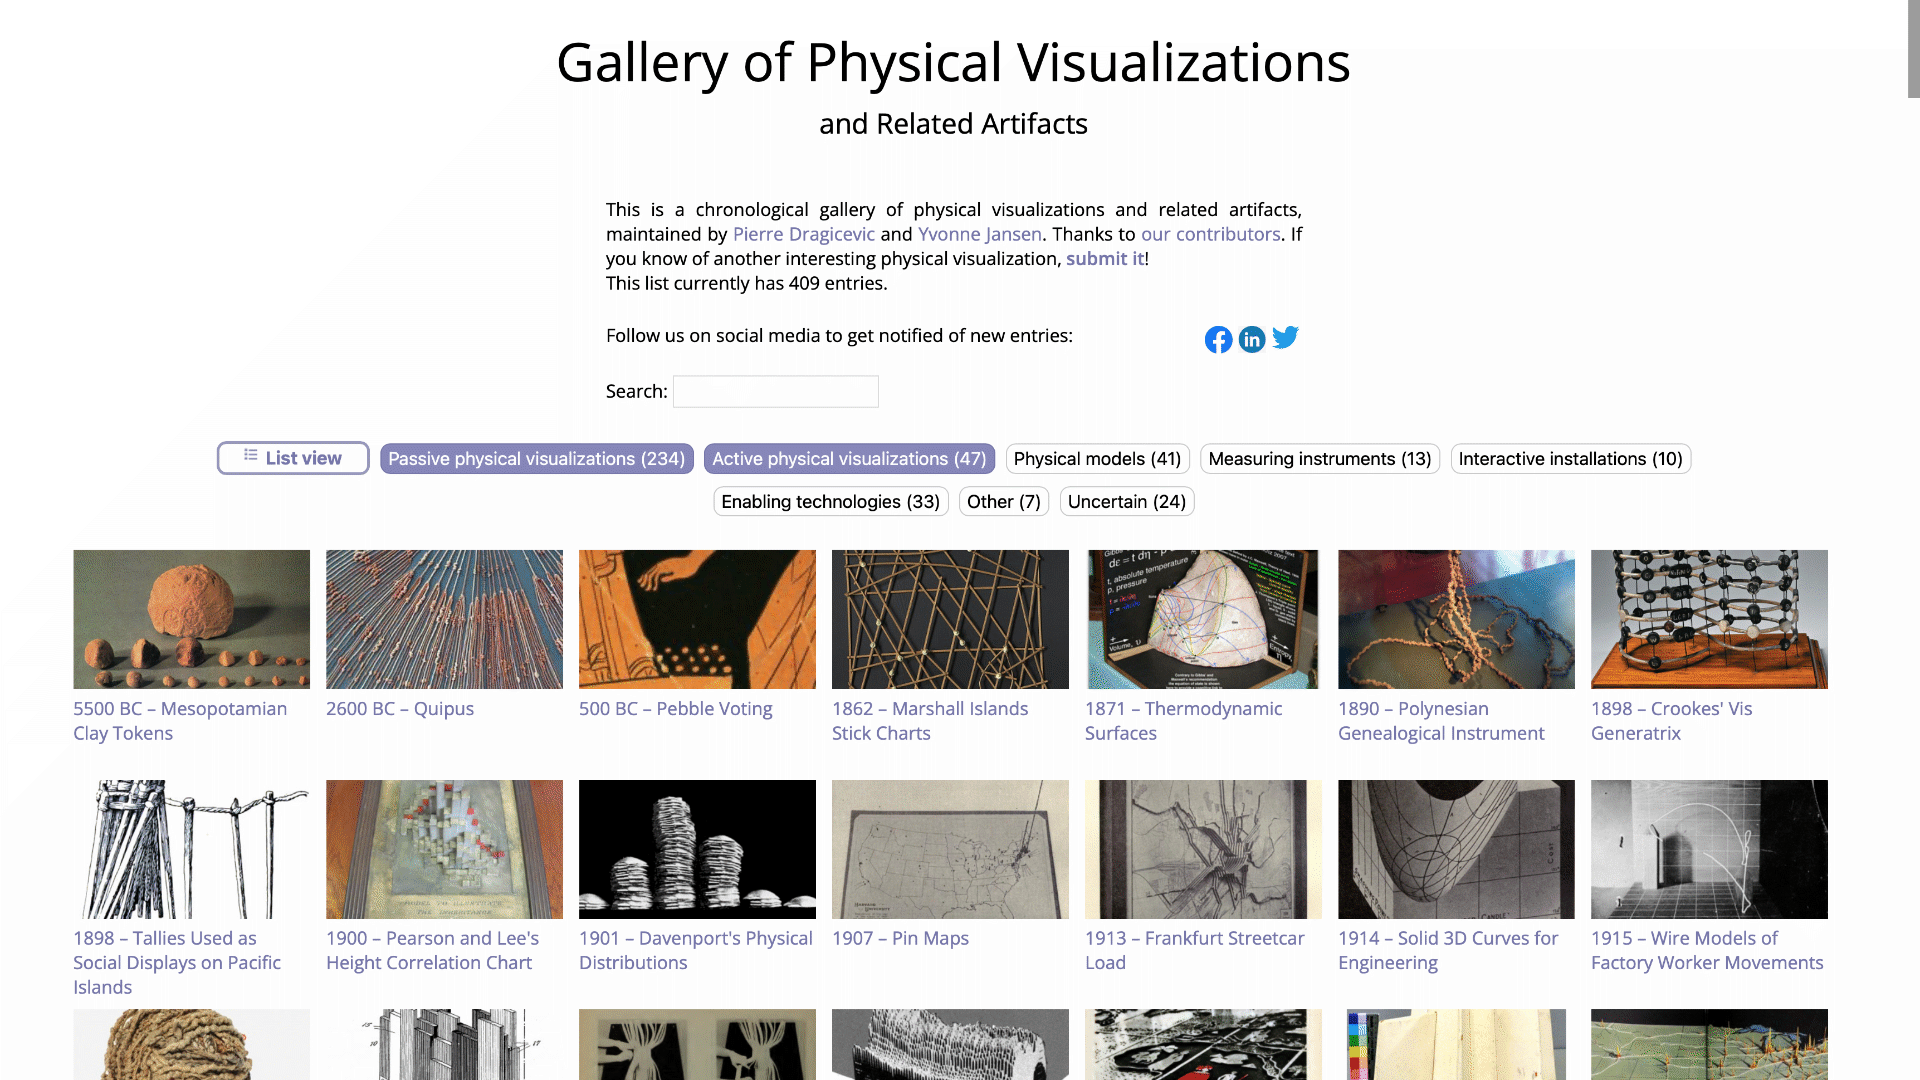 Gallery of Physical Visualizations
and Related Artifacts
This is a chronological gallery of physical visualizations and related artifacts,
maintained by Pierre Dragicevic and Yvonne Jansen. Thanks to our contributors. If
you know of another interesting physical visualization, submit it!
This list currently has 409 entries.
Follow us on social media to get notified of new entries:
Search:
List view
Passive physical visualizations (234)
Active physical visualizations (47)
Physical models (41)
Measuring instruments (13)
Interactive installations (10)
Enabling technologies (33)
Other (7)
Uncertain (24)
t, absolute temperature
p, pressure
Volume, υ
Entropy,
5500 BC – Mesopotamian
Clay Tokens
2600 BC – Quipus
500 BC – Pebble Voting
1862 – Marshall Islands
Stick Charts
1871 – Thermodynamic
Surfaces
1890 – Polynesian
Genealogical Instrument
1898 – Crookes' Vis
Generatrix
1898 – Tallies Used as
Social Displays on Pacific
Islands
1900 – Pearson and Lee's
Height Correlation Chart
1901 – Davenport's Physical
Distributions
1907 – Pin Maps
1913 – Frankfurt Streetcar
Load
1914 – Solid 3D Curves for
Engineering
1915 – Wire Models of
Factory Worker Movements